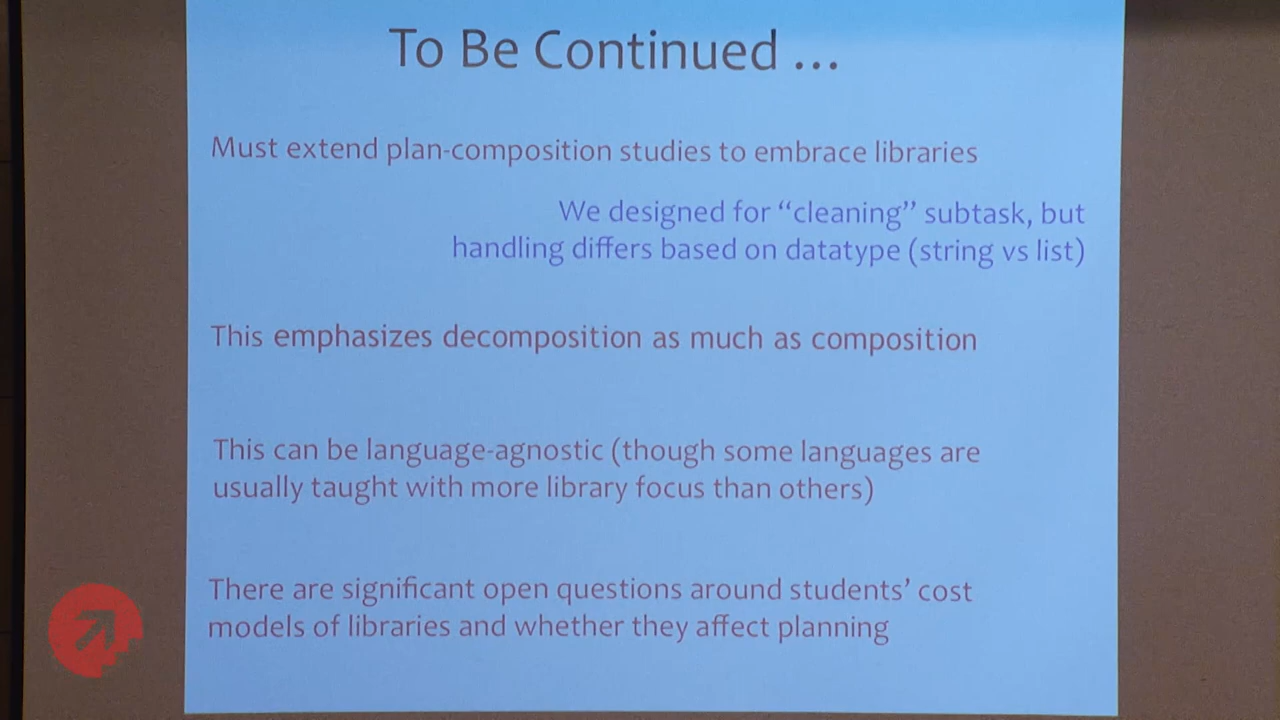 To Be Continued ...
Must extend plan-composition studies to embrace libraries
We designed for “cleaning” subtask, but
handling differs based on datatype (string vs list)
This emphasizes decomposition as much as composition
This can be language-agnostic (though some languages are
usually taught with more library focus than others)
There are significant open questions around students’ cost
models of libraries and whether they affect planning